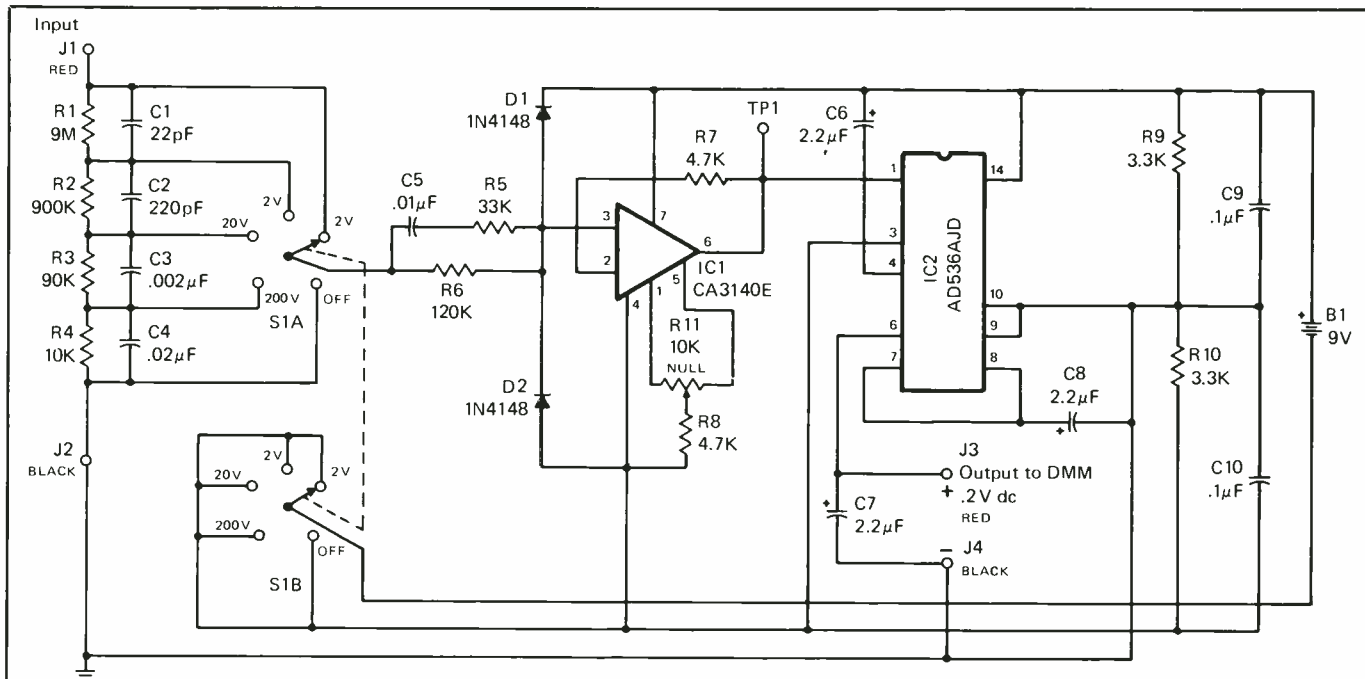 Input
J1
RED
R1
9M
C1
22pF
R2
900K
C2
220pF
R3
90K
C3
.002µF
R4
10K
C4
.02µF
2V
2V
20V
200V
OFF
S1A
J2
BLACK
2V
2V
20V
200V
OFF
S1B
C5
.01µF
R5
33K
R6
120K
D1
1N4148
D2
1N4148
R7
4.7K
TP1
3
2
7
6
5
1
4
IC1
CA3140E
R11
10K
NULL
R8
4.7K
C6
+
2.2µF
1
3
4
6
7
14
10
9
8
IC2
AD536AJD
C8
2.2µF
+
J3
Output to DMM
+ .2V dc
RED
C7
+
2.2µF
–
J4
BLACK
R9
3.3K
R10
3.3K
C9
.1µF
C10
.1µF
+
B1
9V